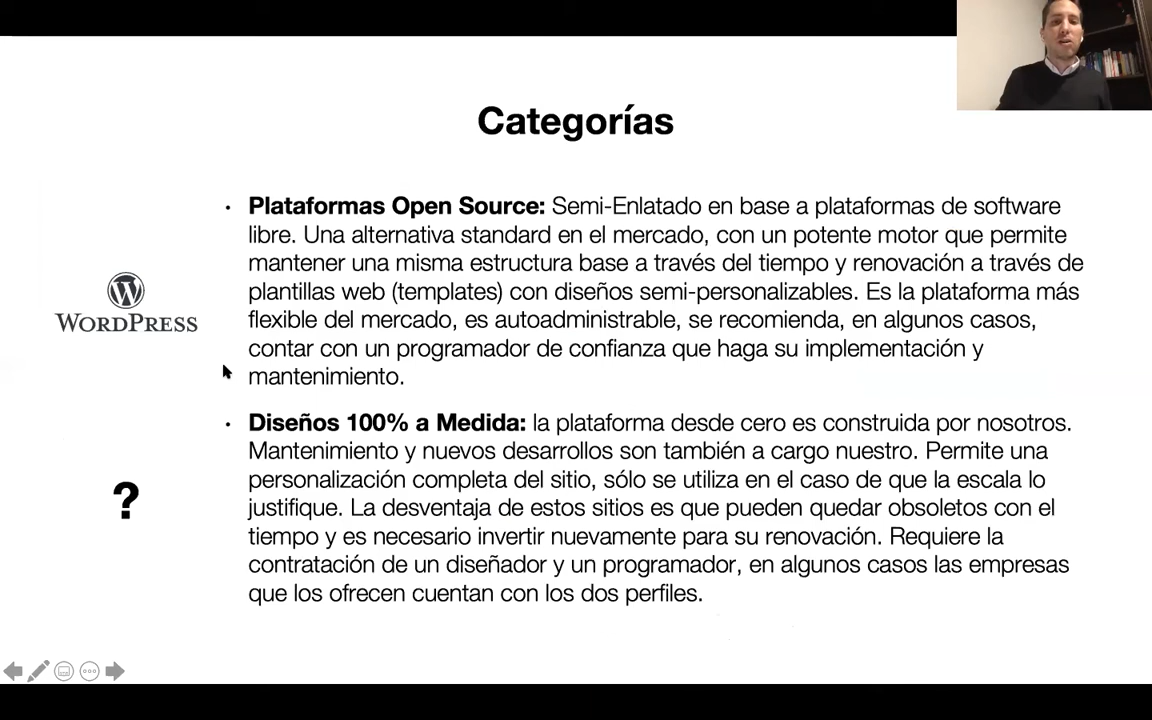 Categorías
• Plataformas Open Source: Semi-Enlatado en base a plataformas de software
libre. Una alternativa standard en el mercado, con un potente motor que permite
mantener una misma estructura base a través del tiempo y renovación a través de
plantillas web (templates) con diseños semi-personalizables. Es la plataforma más
flexible del mercado, es autoadministrable, se recomienda, en algunos casos,
contar con un programador de confianza que haga su implementación y
mantenimiento.
WORDPRESS
• Diseños 100% a Medida: la plataforma desde cero es construida por nosotros.
Mantenimiento y nuevos desarrollos son también a cargo nuestro. Permite una
personalización completa del sitio, sólo se utiliza en el caso de que la escala lo
justifique. La desventaja de estos sitios es que pueden quedar obsoletos con el
tiempo y es necesario invertir nuevamente para su renovación. Requiere la
contratación de un diseñador y un programador, en algunos casos las empresas
que los ofrecen cuentan con los dos perfiles.
?